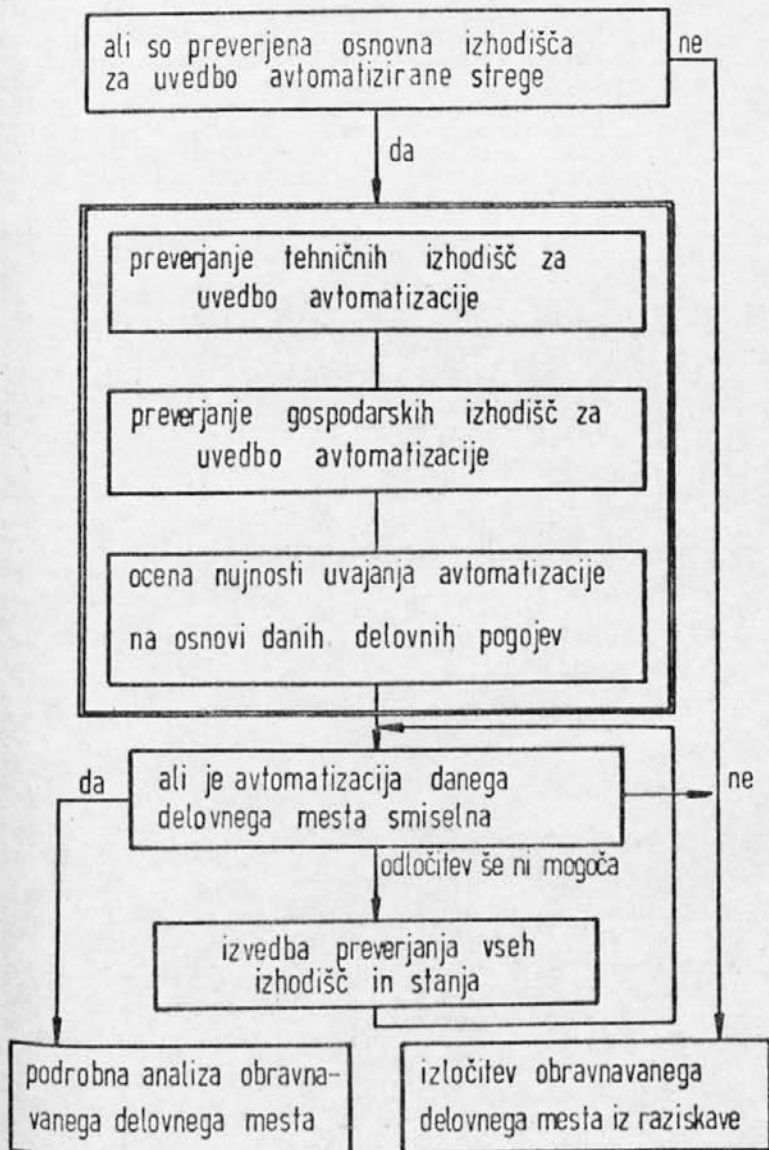 ali so preverjena osnovna izhodišča
za uvedbo avtomatizirane strege
ne
da
preverjanje tehničnih izhodišč za
uvedbo avtomatizacije
preverjanje gospodarskih izhodišč za
uvedbo avtomatizacije
ocena nujnosti uvajanja avtomatizacije
na osnovi danih delovnih pogojev
da
ali je avtomatizacija danega
delovnega mesta smiselna
ne
odločitev še ni mogoča
izvedba preverjanja vseh
izhodišč in stanja
podrobna analiza obravna-
vanega delovnega mesta
izločitev obravnavanega
delovnega mesta iz raziskave